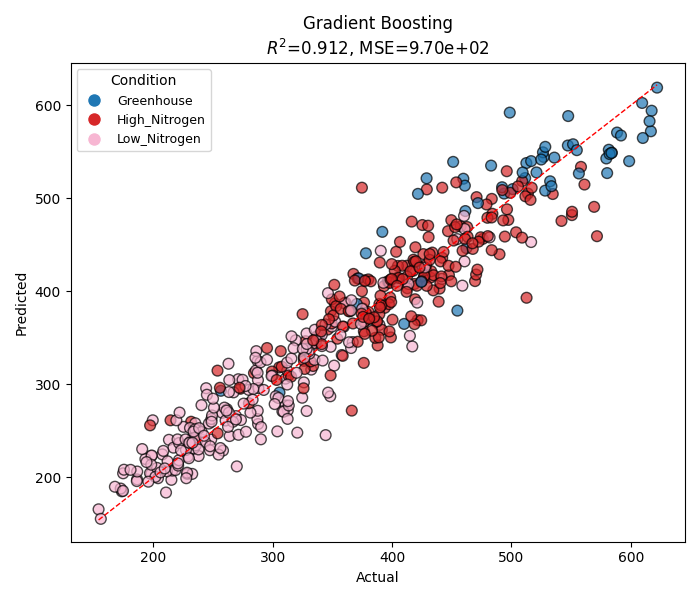 Gradient Boosting
R²=0.912, MSE=9.70e+02
Condition
Greenhouse
High_Nitrogen
Low_Nitrogen
600
500
400
300
200
Predicted
200 300 400 500 600
Actual